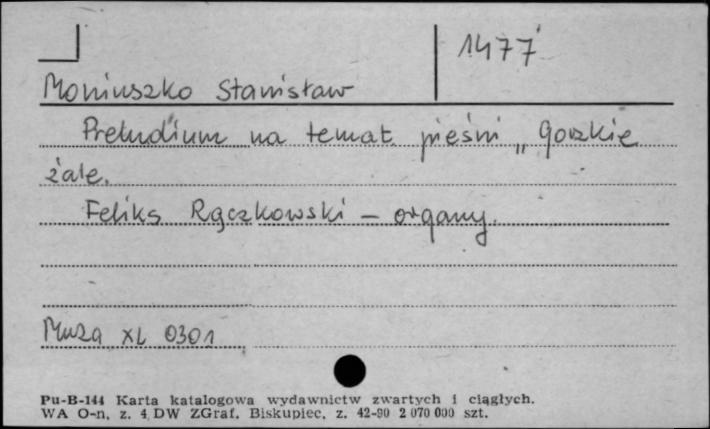 1477
Moniuszko Stanisław
Preludium na temat pieśni „Gorzkie
żale.
Feliks Rączkowski – organy.
Muza XL 0301
Pu-B-144 Karta katalogowa wydawnictw zwartych i ciągłych.
WA O-n, z. 4 DW ZGraf. Biskupiec, z. 42-90 2 070 000 szt.